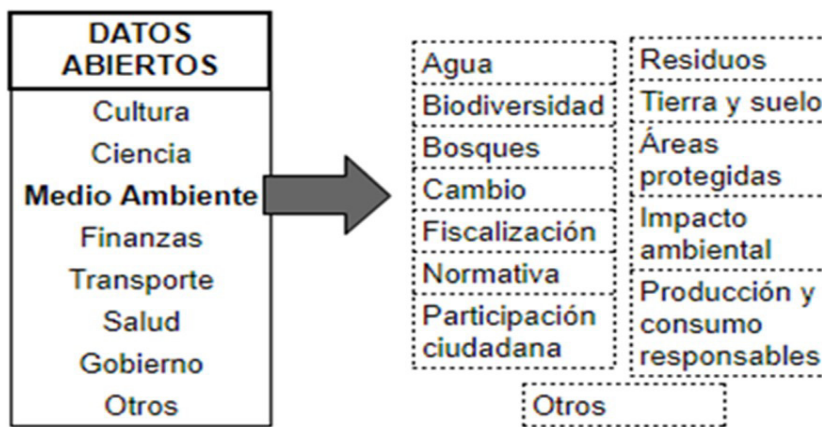 DATOS
ABIERTOS
Cultura
Ciencia
Medio Ambiente
Finanzas
Transporte
Salud
Gobierno
Otros
Agua
Biodiversidad
Bosques
Cambio
Fiscalización
Normativa
Participación
ciudadana
Residuos
Tierra y suelo
Áreas
protegidas
Impacto
ambiental
Producción y
consumo
responsables
Otros